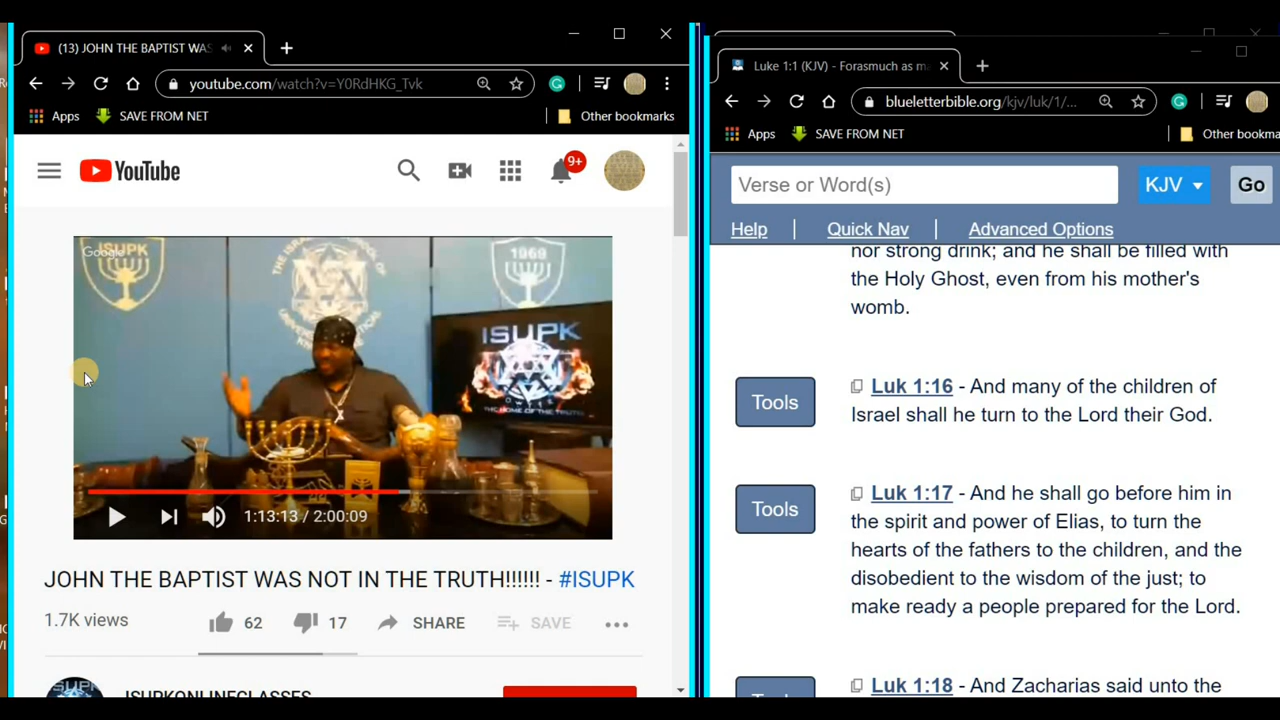 (13) JOHN THE BAPTIST WAS
youtube.com/watch?v=Y0RdHKG_Tvk
Apps SAVE FROM NET Other bookmarks
YouTube 9+
Google
ISUPK
1969
ISUPK
THE HOME OF THE TRUTH
1:13:13 / 2:00:09
JOHN THE BAPTIST WAS NOT IN THE TRUTH!!!!!! - #ISUPK
1.7K views 62 17 SHARE SAVE
ISUPKONLINECLASSES
Luke 1:1 (KJV) - Forasmuch as m
blueletterbible.org/kjv/luk/1/...
Apps SAVE FROM NET Other bookma
Verse or Word(s) KJV Go
Help | Quick Nav | Advanced Options
nor strong drink; and he shall be filled with
the Holy Ghost, even from his mother's
womb.
Tools Luk 1:16 - And many of the children of
Israel shall he turn to the Lord their God.
Tools Luk 1:17 - And he shall go before him in
the spirit and power of Elias, to turn the
hearts of the fathers to the children, and the
disobedient to the wisdom of the just; to
make ready a people prepared for the Lord.
Luk 1:18 - And Zacharias said unto the